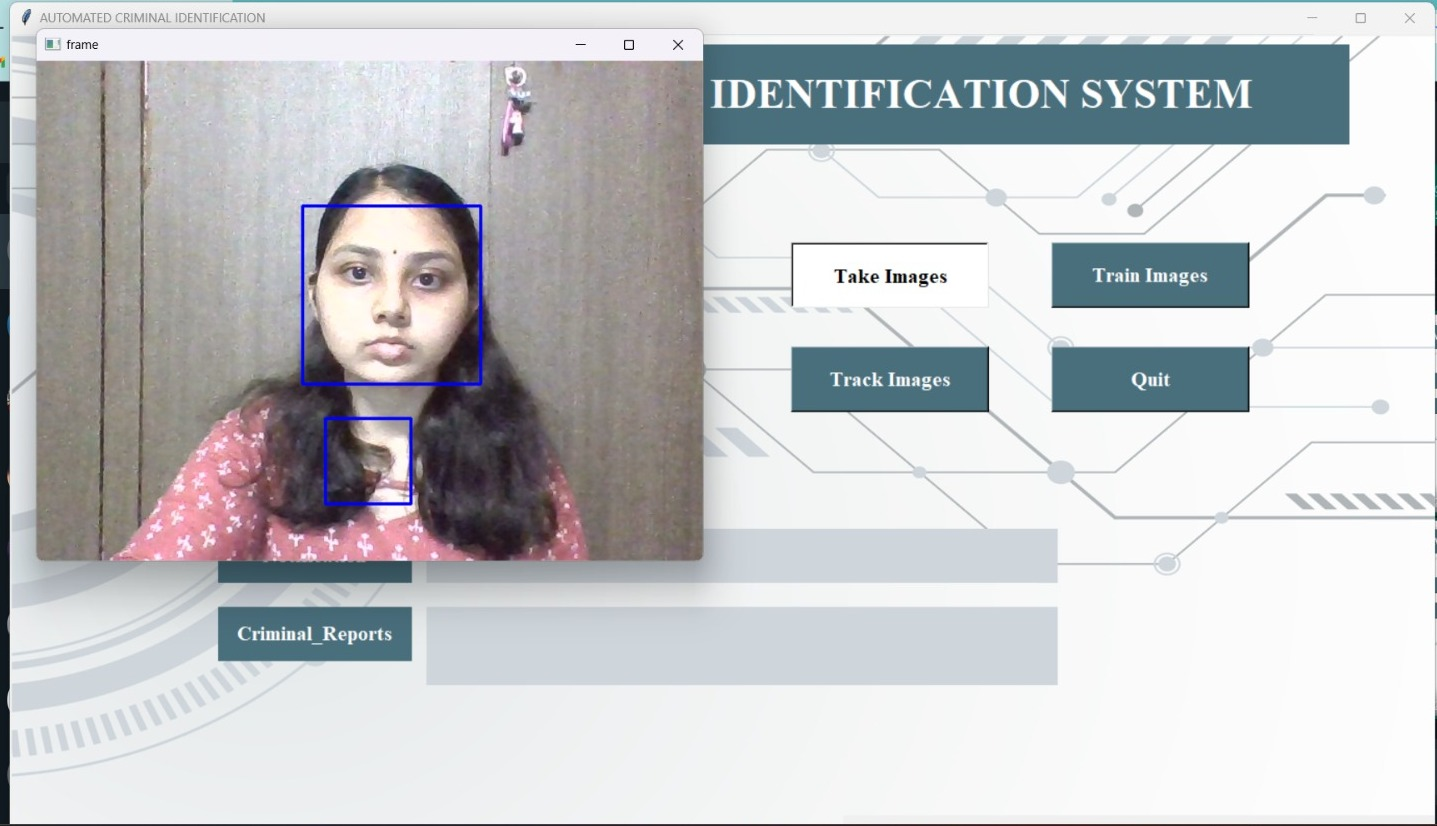 AUTOMATED CRIMINAL IDENTIFICATION
frame
IDENTIFICATION SYSTEM
Take Images
Train Images
Track Images
Quit
Criminal_Reports